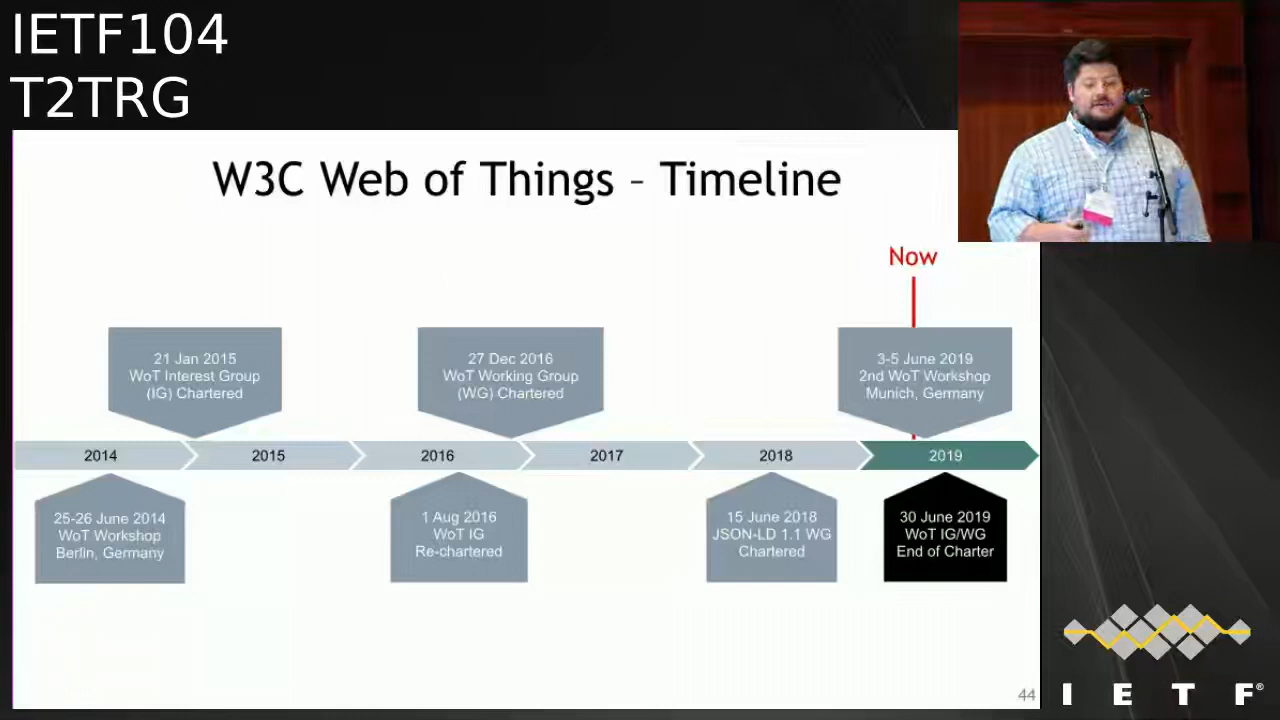 IETF104
T2TRG
W3C Web of Things – Timeline
Now
21 Jan 2015
WoT Interest Group
(IG) Chartered
27 Dec 2016
WoT Working Group
(WG) Chartered
3-5 June 2019
2nd WoT Workshop
Munich, Germany
2014
2015
2016
2017
2018
2019
25-26 June 2014
WoT Workshop
Berlin, Germany
1 Aug 2016
WoT IG
Re-chartered
15 June 2018
JSON-LD 1.1 WG
Chartered
30 June 2019
WoT IG/WG
End of Charter
44
I E T F®